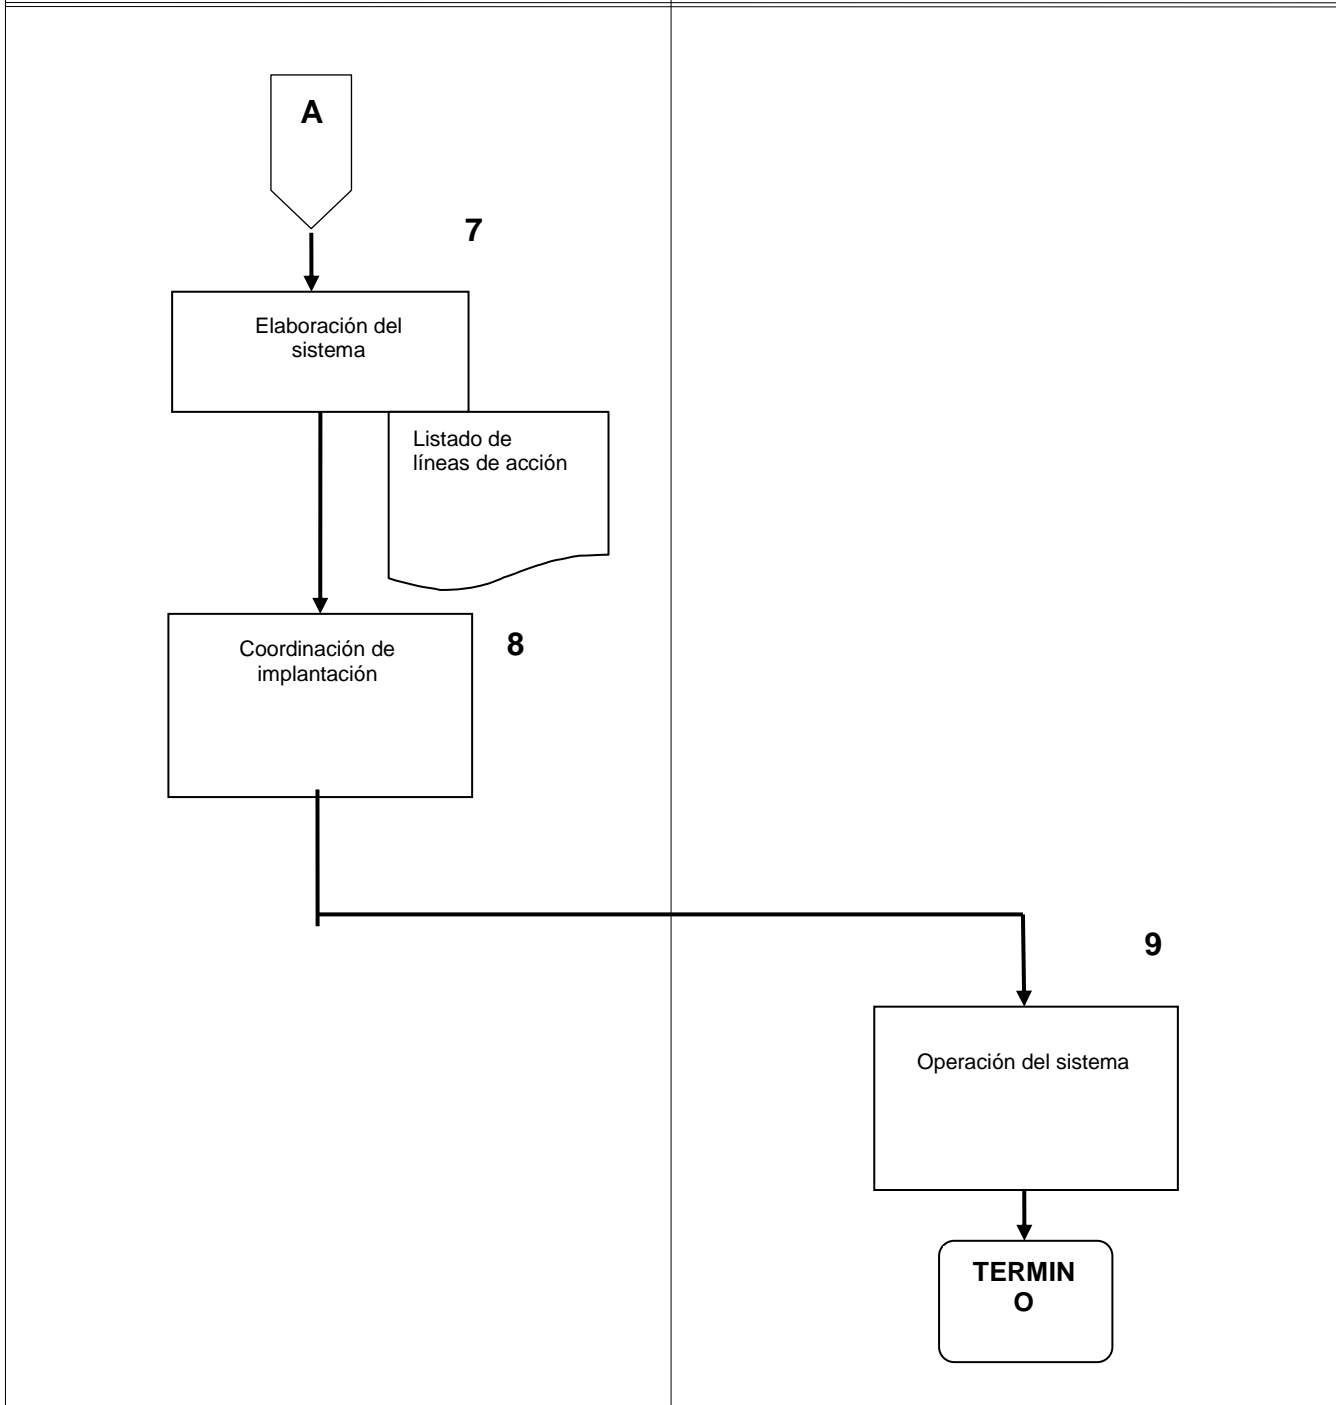 A
7
Elaboración del
sistema
Listado de
líneas de acción
8
Coordinación de
implantación
9
Operación del sistema
TERMIN
O